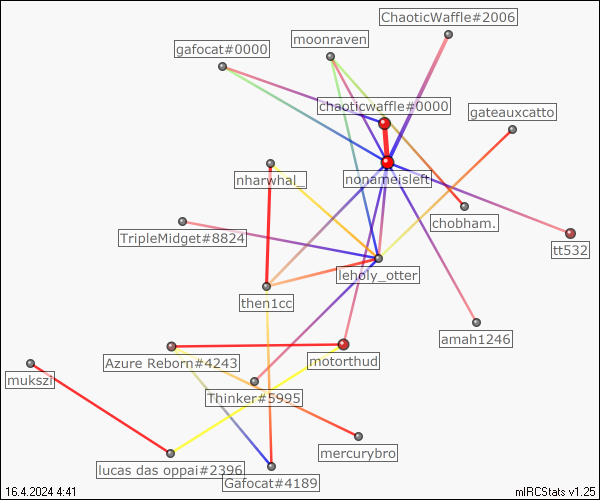 ChaoticWaffle#2006
moonraven
gafocat#0000
chaoticwaffle#0000
gateauxcatto
nharwhal_
nonameisleft
chobham.
TripleMidget#8824
tt532
leholy_otter
then1cc
amah1246
Azure Reborn#4243
motorthud
mukszi
Thinker#5995
mercurybro
lucas das oppai#2396
Gafocat#4189
16.4.2024 4:41
mIRCStats v1.25